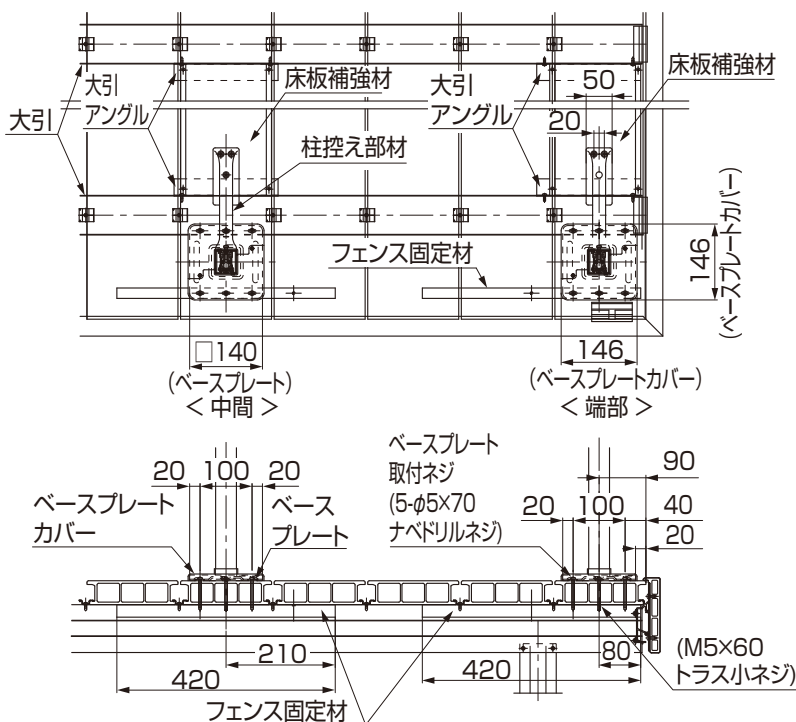 大引
大引
アングル
床板補強材
柱控え部材
大引
アングル
50
20
床板補強材
フェンス固定材
146
(ベースプレートカバー)
□140
(ベースプレート)
＜ 中間 ＞
146
(ベースプレートカバー)
＜ 端部 ＞
20 100 20
ベースプレート
カバー
ベース
プレート
ベースプレート
取付ネジ
(5-φ5×70
ナベドリルネジ)
90
20 100 40
20
210
420
フェンス固定材
420
80
(M5×60
トラス小ネジ)